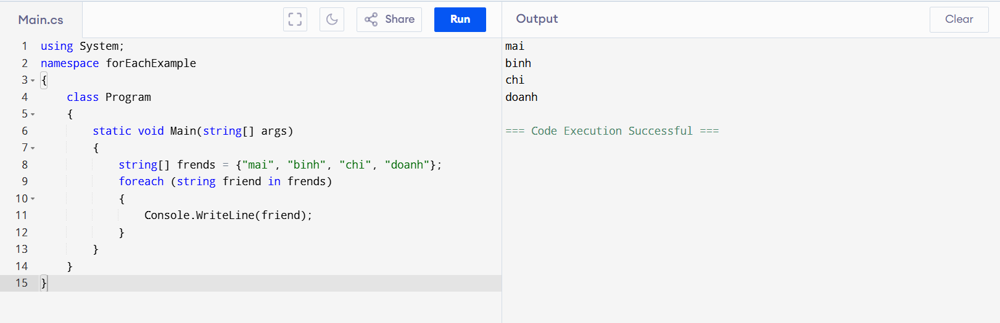 Main.cs
Share
Run
Output
Clear
1 using System;
2 namespace forEachExample
3 {
4     class Program
5     {
6         static void Main(string[] args)
7         {
8             string[] frends = {"mai", "binh", "chi", "doanh"};
9             foreach (string friend in frends)
10             {
11                 Console.WriteLine(friend);
12             }
13         }
14     }
15 }
mai
binh
chi
doanh
=== Code Execution Successful ===